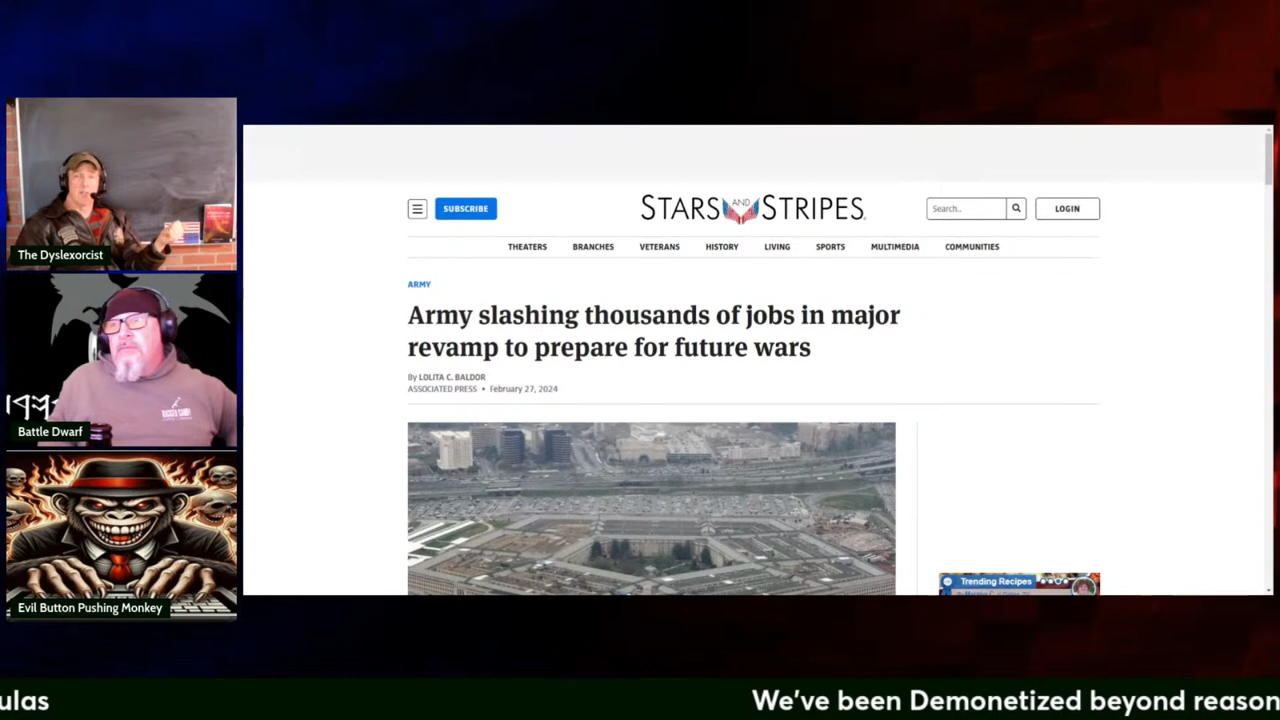 The Dyslexorcist
Battle Dwarf
Evil Button Pushing Monkey
SUBSCRIBE
STARS AND STRIPES
Search..
LOGIN
THEATERS BRANCHES VETERANS HISTORY LIVING SPORTS MULTIMEDIA COMMUNITIES
ARMY
Army slashing thousands of jobs in major
revamp to prepare for future wars
By LOLITA C. BALDOR
ASSOCIATED PRESS • February 27, 2024
Trending Recipes
ulas
We've been Demonetized beyond reason